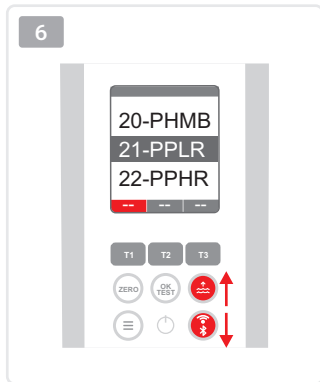 6
20-PHMB
21-PPLR
22-PPHR
-- -- --
T1 T2 T3
ZERO OK
TEST